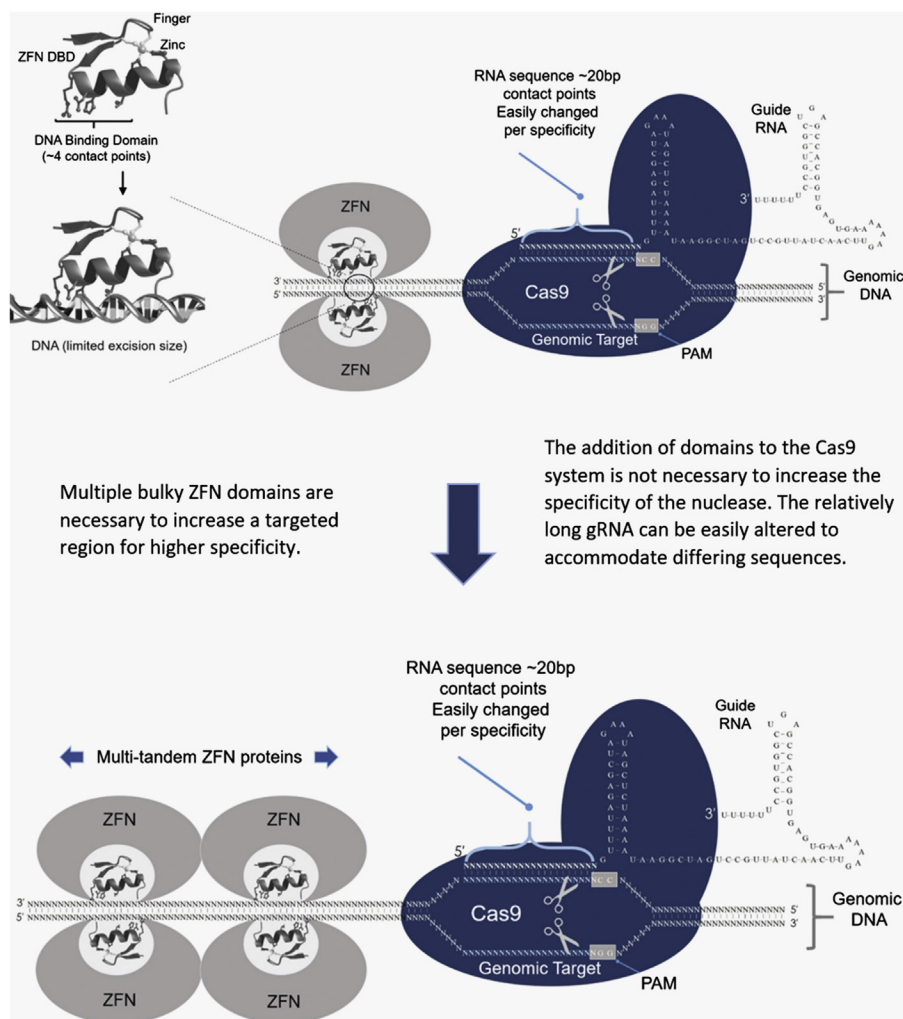 Finger
ZFN DBD
Zinc
DNA Binding Domain
(~4 contact points)
DNA (limited excision size)
ZFN
ZFN
3'
5'
RNA sequence ~20bp
contact points
Easily changed
per specificity
Guide
RNA
3'
U-U-U-U-U
5'
NCC
Cas9
NGG
Genomic Target
PAM
5'
3'
Genomic
DNA
Multiple bulky ZFN domains are
necessary to increase a targeted
region for higher specificity.
The addition of domains to the Cas9
system is not necessary to increase the
specificity of the nuclease. The relatively
long gRNA can be easily altered to
accommodate differing sequences.
Multi-tandem ZFN proteins
ZFN
ZFN
ZFN
ZFN
3'
5'
RNA sequence ~20bp
contact points
Easily changed
per specificity
Guide
RNA
3'
U-U-U-U-U
5'
NCC
Cas9
NGG
Genomic Target
PAM
5'
3'
Genomic
DNA